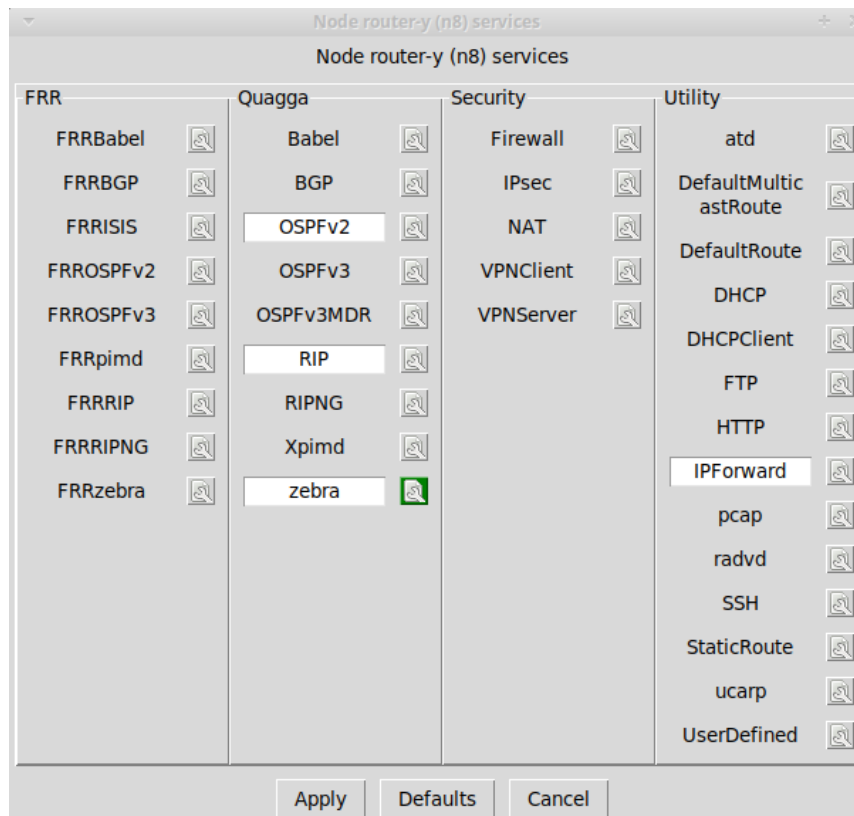 Node router-y (n8) services
Node router-y (n8) services
FRR
FRRBabel
FRRBGP
FRRISIS
FRROSPFv2
FRROSPFv3
FRRpimd
FRRRIP
FRRRIPNG
FRRzebra
Quagga
Babel
BGP
OSPFv2
OSPFv3
OSPFv3MDR
RIP
RIPNG
Xpimd
zebra
Security
Firewall
IPsec
NAT
VPNClient
VPNServer
Utility
atd
DefaultMultic
astRoute
DefaultRoute
DHCP
DHCPClient
FTP
HTTP
IPForward
pcap
radvd
SSH
StaticRoute
ucarp
UserDefined
Apply Defaults Cancel